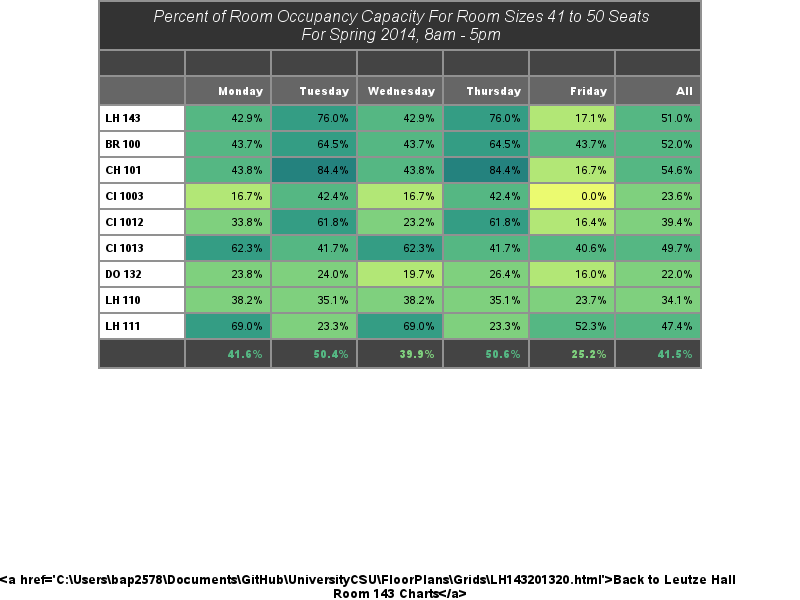 Percent of Room Occupancy Capacity For Room Sizes 41 to 50 Seats
For Spring 2014, 8am - 5pm
Monday Tuesday Wednesday Thursday Friday All
LH 143 42.9% 76.0% 42.9% 76.0% 17.1% 51.0%
BR 100 43.7% 64.5% 43.7% 64.5% 43.7% 52.0%
CH 101 43.8% 84.4% 43.8% 84.4% 16.7% 54.6%
CI 1003 16.7% 42.4% 16.7% 42.4% 0.0% 23.6%
CI 1012 33.8% 61.8% 23.2% 61.8% 16.4% 39.4%
CI 1013 62.3% 41.7% 62.3% 41.7% 40.6% 49.7%
DO 132 23.8% 24.0% 19.7% 26.4% 16.0% 22.0%
LH 110 38.2% 35.1% 38.2% 35.1% 23.7% 34.1%
LH 111 69.0% 23.3% 69.0% 23.3% 52.3% 47.4%
41.6% 50.4% 39.9% 50.6% 25.2% 41.5%
<a href='C:\Users\bap2578\Documents\GitHub\UniversityCSU\FloorPlans\Grids\LH143201320.html'>Back to Leutze Hall
Room 143 Charts</a>